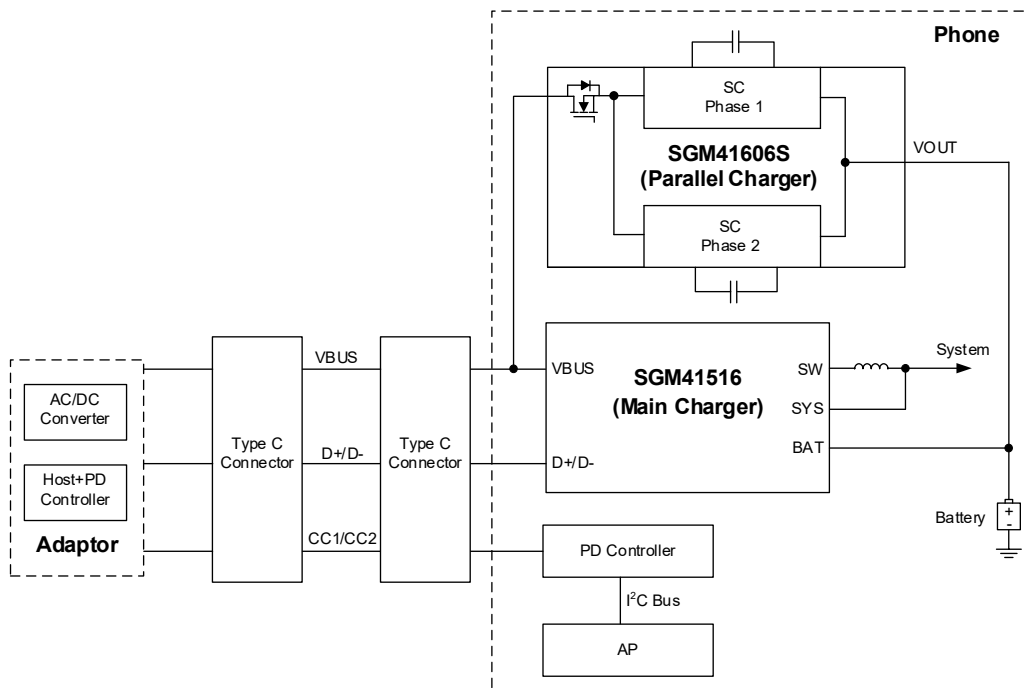 Phone
SC
Phase 1
SGM41606S
(Parallel Charger)
VOUT
SC
Phase 2
Adaptor
AC/DC
Converter
Host+PD
Controller
Type C
Connector
VBUS
D+/D-
CC1/CC2
Type C
Connector
VBUS
D+/D-
SGM41516
(Main Charger)
SW
SYS
BAT
System
Battery
+
-
PD Controller
I²C Bus
AP